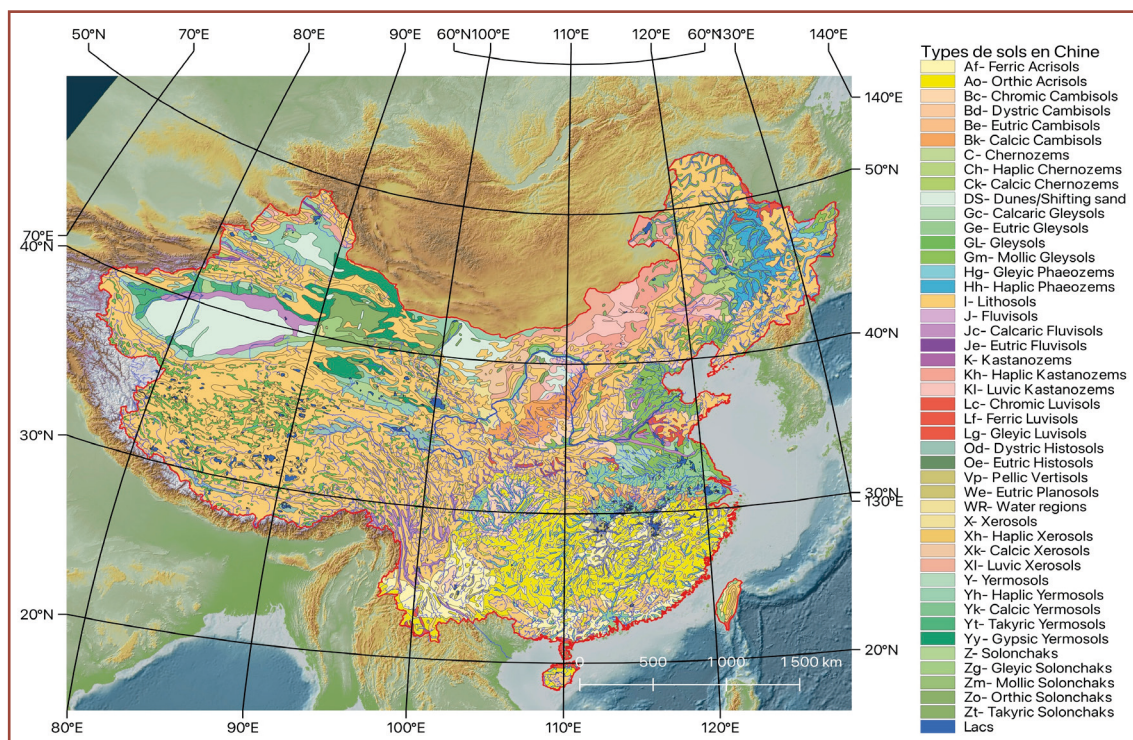 50°N 70°E 80°E 90°E 60°N 100°E 110°E 120°E 60°N 130°E 140°E
140°E
50°N
70°E
40°N
40°N
30°N
30°N
130°E
20°N
20°N
0 500 1 000 1 500 km
80°E 90°E 100°E 110°E 120°E
Types de sols en Chine
Af- Ferric Acrisols
Ao- Orthic Acrisols
Bc- Chromic Cambisols
Bd- Dystric Cambisols
Be- Eutric Cambisols
Bk- Calcic Cambisols
C- Chernozems
Ch- Haplic Chernozems
Ck- Calcic Chernozems
DS- Dunes/Shifting sand
Gc- Calcaric Gleysols
Ge- Eutric Gleysols
GL- Gleysols
Gm- Mollic Gleysols
Hg- Gleyic Phaeozems
Hh- Haplic Phaeozems
I- Lithosols
J- Fluvisols
Jc- Calcaric Fluvisols
Je- Eutric Fluvisols
K- Kastanozems
Kh- Haplic Kastanozems
Kl- Luvic Kastanozems
Lc- Chromic Luvisols
Lf- Ferric Luvisols
Lg- Gleyic Luvisols
Od- Dystric Histosols
Oe- Eutric Histosols
Vp- Pellic Vertisols
We- Eutric Planosols
WR- Water regions
X- Xerosols
Xh- Haplic Xerosols
Xk- Calcic Xerosols
Xl- Luvic Xerosols
Y- Yermosols
Yh- Haplic Yermosols
Yk- Calcic Yermosols
Yt- Takyric Yermosols
Yy- Gypsic Yermosols
Z- Solonchaks
Zg- Gleyic Solonchaks
Zm- Mollic Solonchaks
Zo- Orthic Solonchaks
Zt- Takyric Solonchaks
Lacs